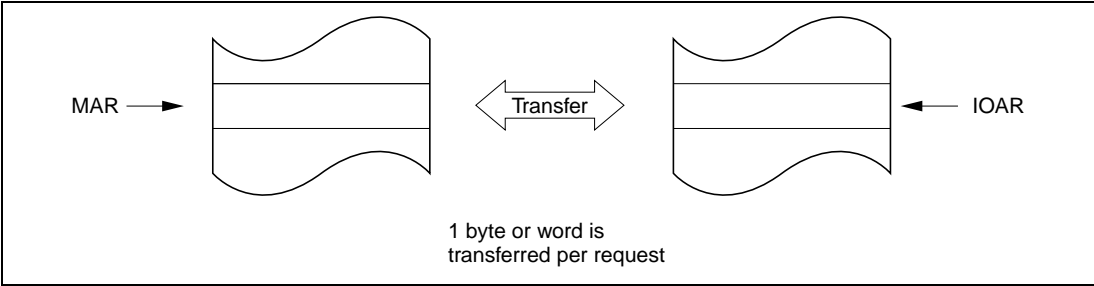 MAR
Transfer
IOAR
1 byte or word is
transferred per request